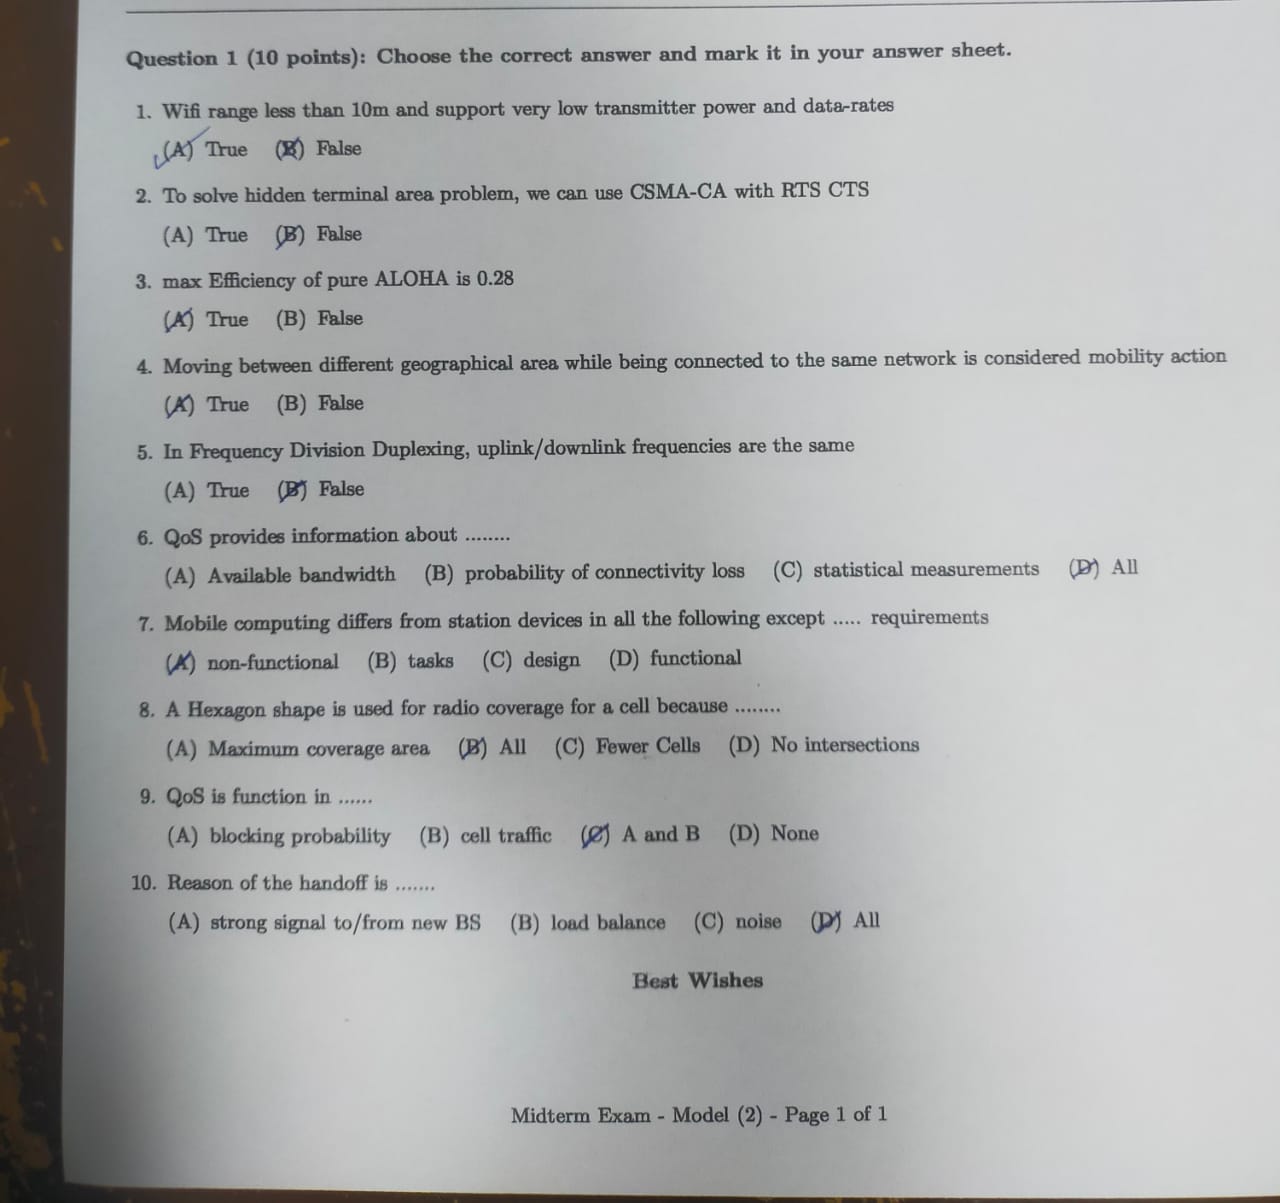 Question 1 (10 points): Choose the correct answer and mark it in your answer sheet.
1. Wifi range less than 10m and support very low transmitter power and data-rates
(A) True (B) False
2. To solve hidden terminal area problem, we can use CSMA-CA with RTS CTS
(A) True (B) False
3. max Efficiency of pure ALOHA is 0.28
(A) True (B) False
4. Moving between different geographical area while being connected to the same network is considered mobility action
(A) True (B) False
5. In Frequency Division Duplexing, uplink/downlink frequencies are the same
(A) True (B) False
6. QoS provides information about ........
(A) Available bandwidth (B) probability of connectivity loss (C) statistical measurements (D) All
7. Mobile computing differs from station devices in all the following except ..... requirements
(A) non-functional (B) tasks (C) design (D) functional
8. A Hexagon shape is used for radio coverage for a cell because ........
(A) Maximum coverage area (B) All (C) Fewer Cells (D) No intersections
9. QoS is function in ......
(A) blocking probability (B) cell traffic (C) A and B (D) None
10. Reason of the handoff is .......
(A) strong signal to/from new BS (B) load balance (C) noise (D) All
Best Wishes
Midterm Exam - Model (2) - Page 1 of 1